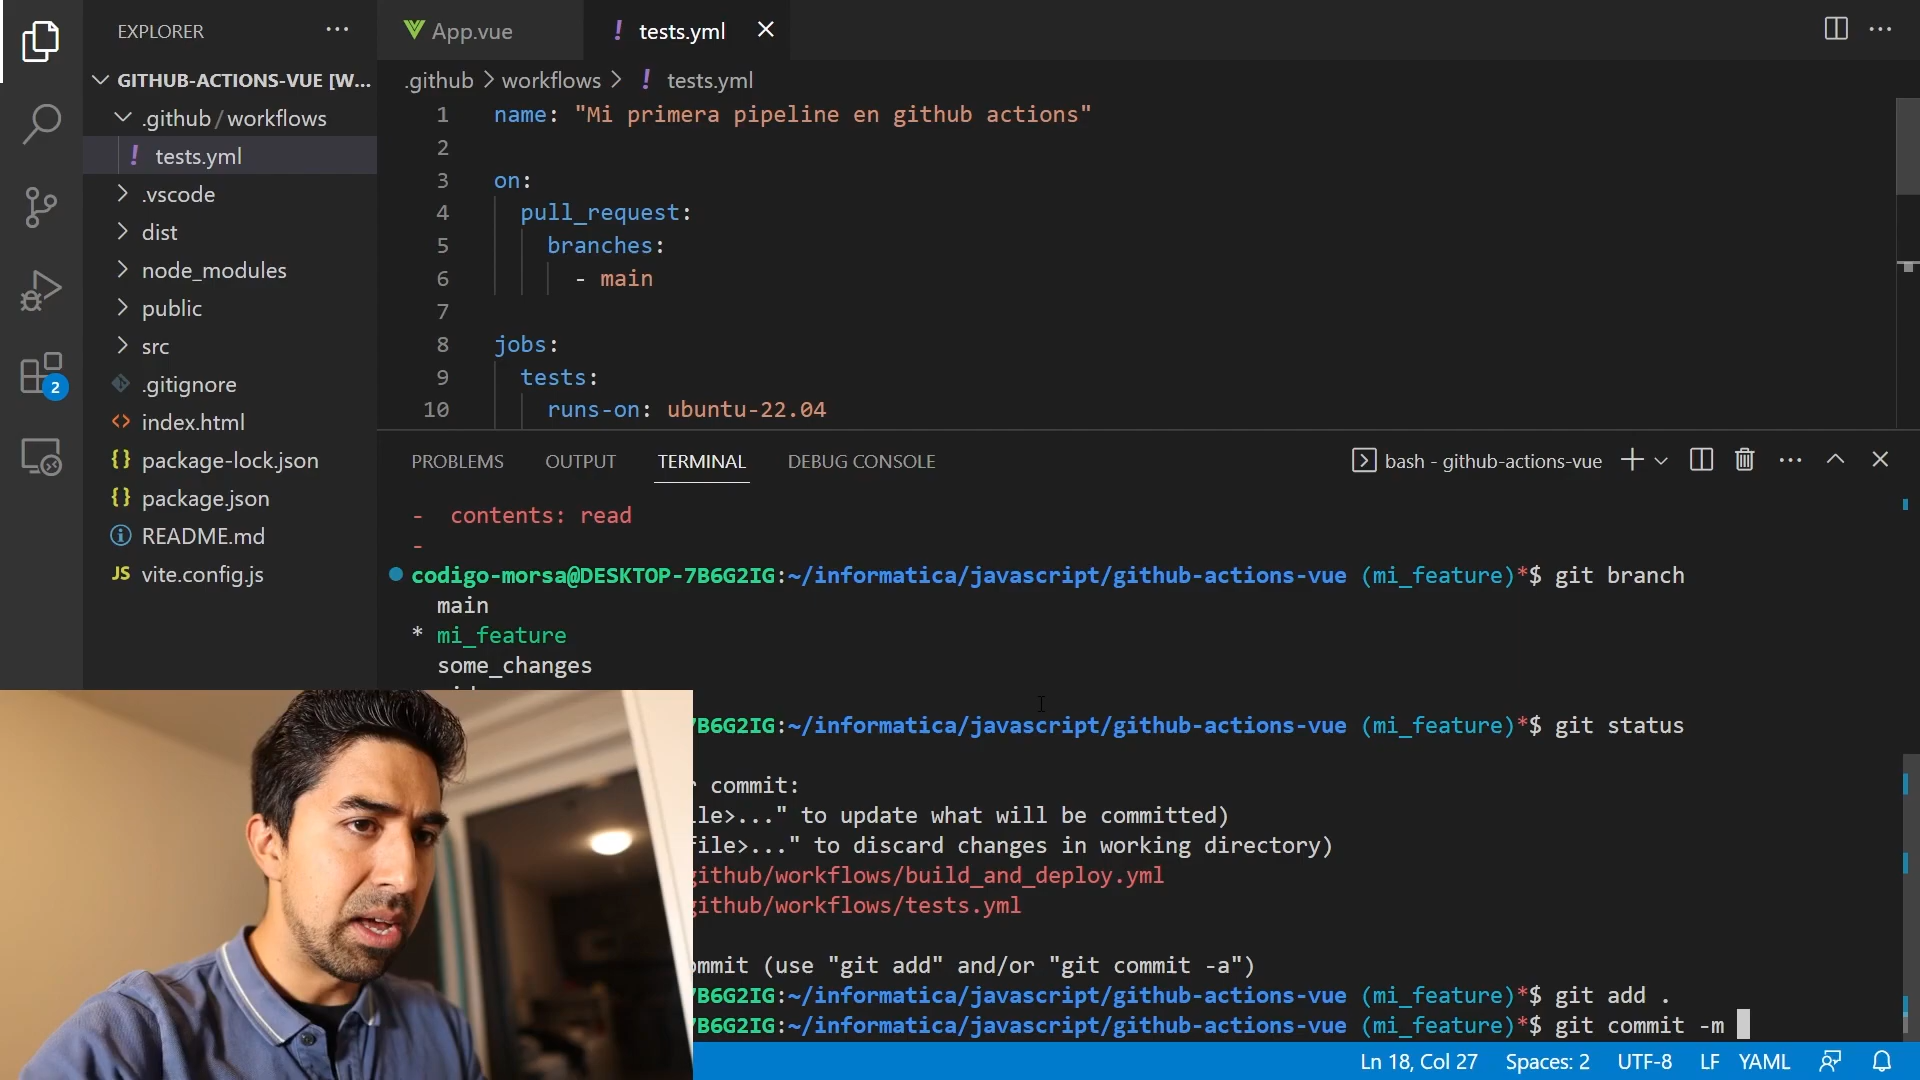 EXPLORER
App.vue
! tests.yml
GITHUB-ACTIONS-VUE [W...
.github > workflows > ! tests.yml
.github / workflows
! tests.yml
.vscode
dist
node_modules
public
src
.gitignore
index.html
package-lock.json
package.json
README.md
JS vite.config.js
2
1 name: "Mi primera pipeline en github actions"
2
3 on:
4 pull_request:
5 branches:
6 - main
7
8 jobs:
9 tests:
10 runs-on: ubuntu-22.04
PROBLEMS OUTPUT TERMINAL DEBUG CONSOLE
bash - github-actions-vue
- contents: read
-
codigo-morsa@DESKTOP-7B6G2IG:~/informatica/javascript/github-actions-vue (mi_feature)*$ git branch
main
* mi_feature
some_changes
7B6G2IG:~/informatica/javascript/github-actions-vue (mi_feature)*$ git status
commit:
file>..." to update what will be committed)
file>..." to discard changes in working directory)
github/workflows/build_and_deploy.yml
github/workflows/tests.yml
ommit (use "git add" and/or "git commit -a")
7B6G2IG:~/informatica/javascript/github-actions-vue (mi_feature)*$ git add .
7B6G2IG:~/informatica/javascript/github-actions-vue (mi_feature)*$ git commit -m
Ln 18, Col 27 Spaces: 2 UTF-8 LF YAML